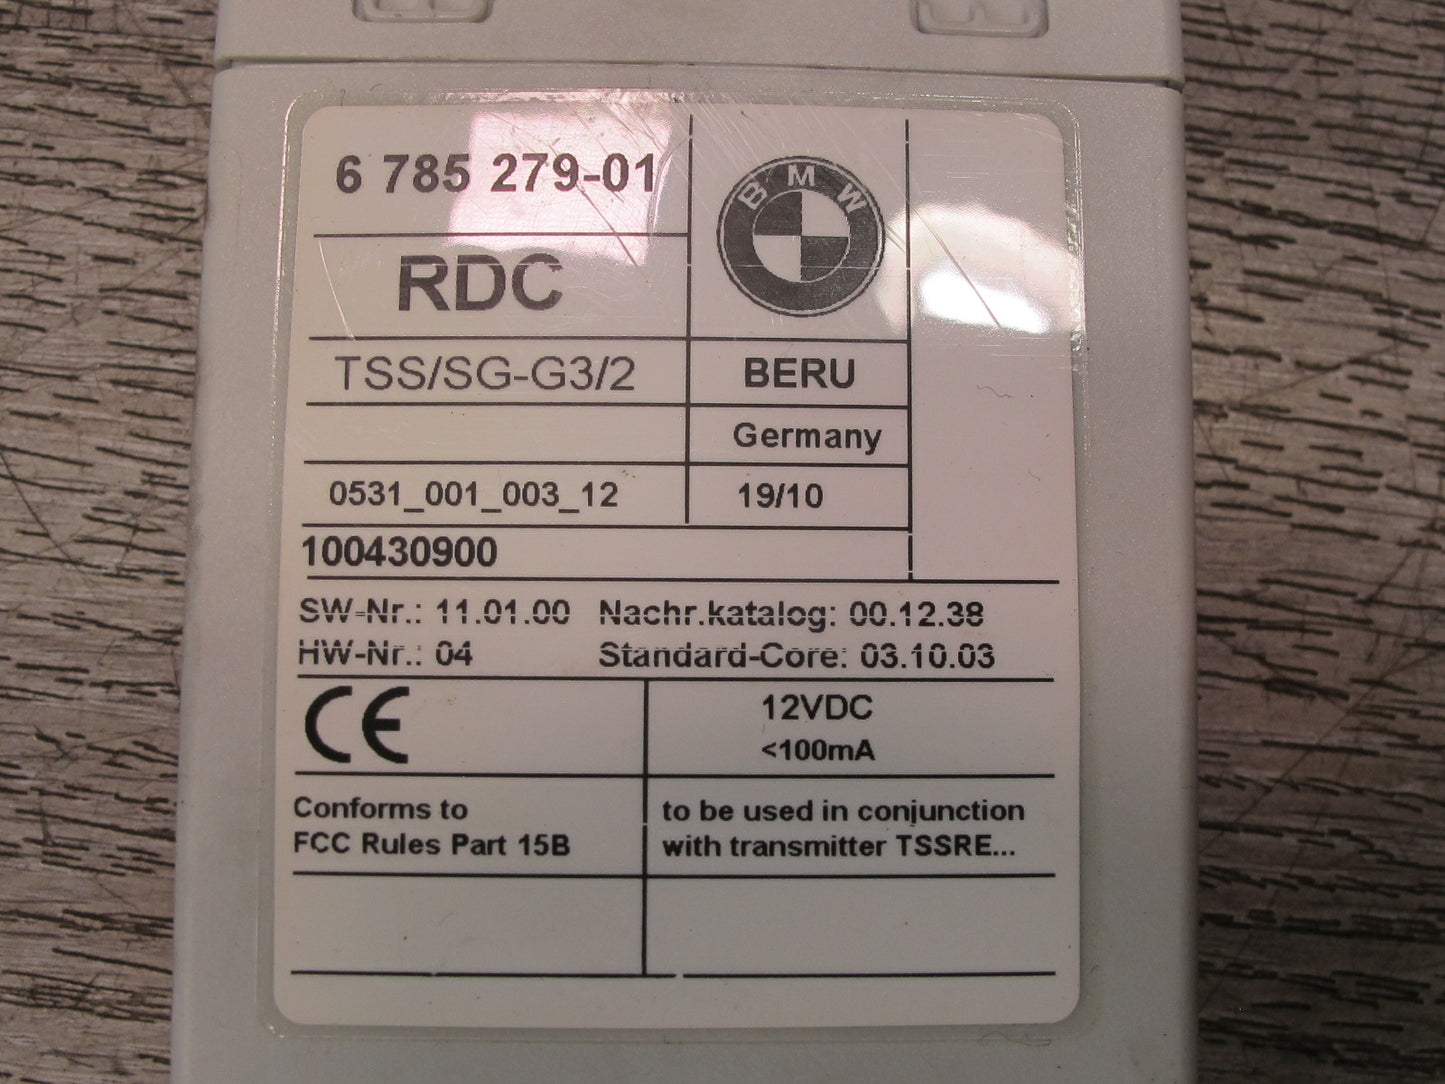 6 785 279-01
BMW
RDC
TSS/SG-G3/2
BERU
Germany
0531_001_003_12
19/10
100430900
SW-Nr.: 11.01.00 Nachr.katalog: 00.12.38
HW-Nr.: 04 Standard-Core: 03.10.03
CE
12VDC
<100mA
Conforms to
FCC Rules Part 15B
to be used in conjunction
with transmitter TSSRE...